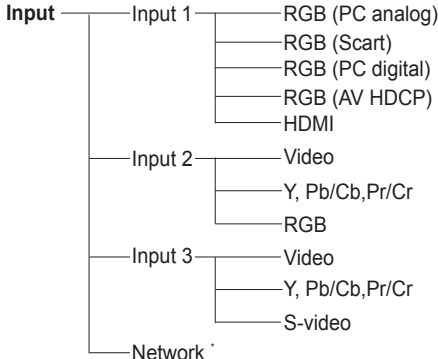 Input Input 1 RGB (PC analog)
RGB (Scart)
RGB (PC digital)
RGB (AV HDCP)
HDMI
Input 2 Video
Y, Pb/Cb,Pr/Cr
RGB
Input 3 Video
Y, Pb/Cb,Pr/Cr
S-video
Network *